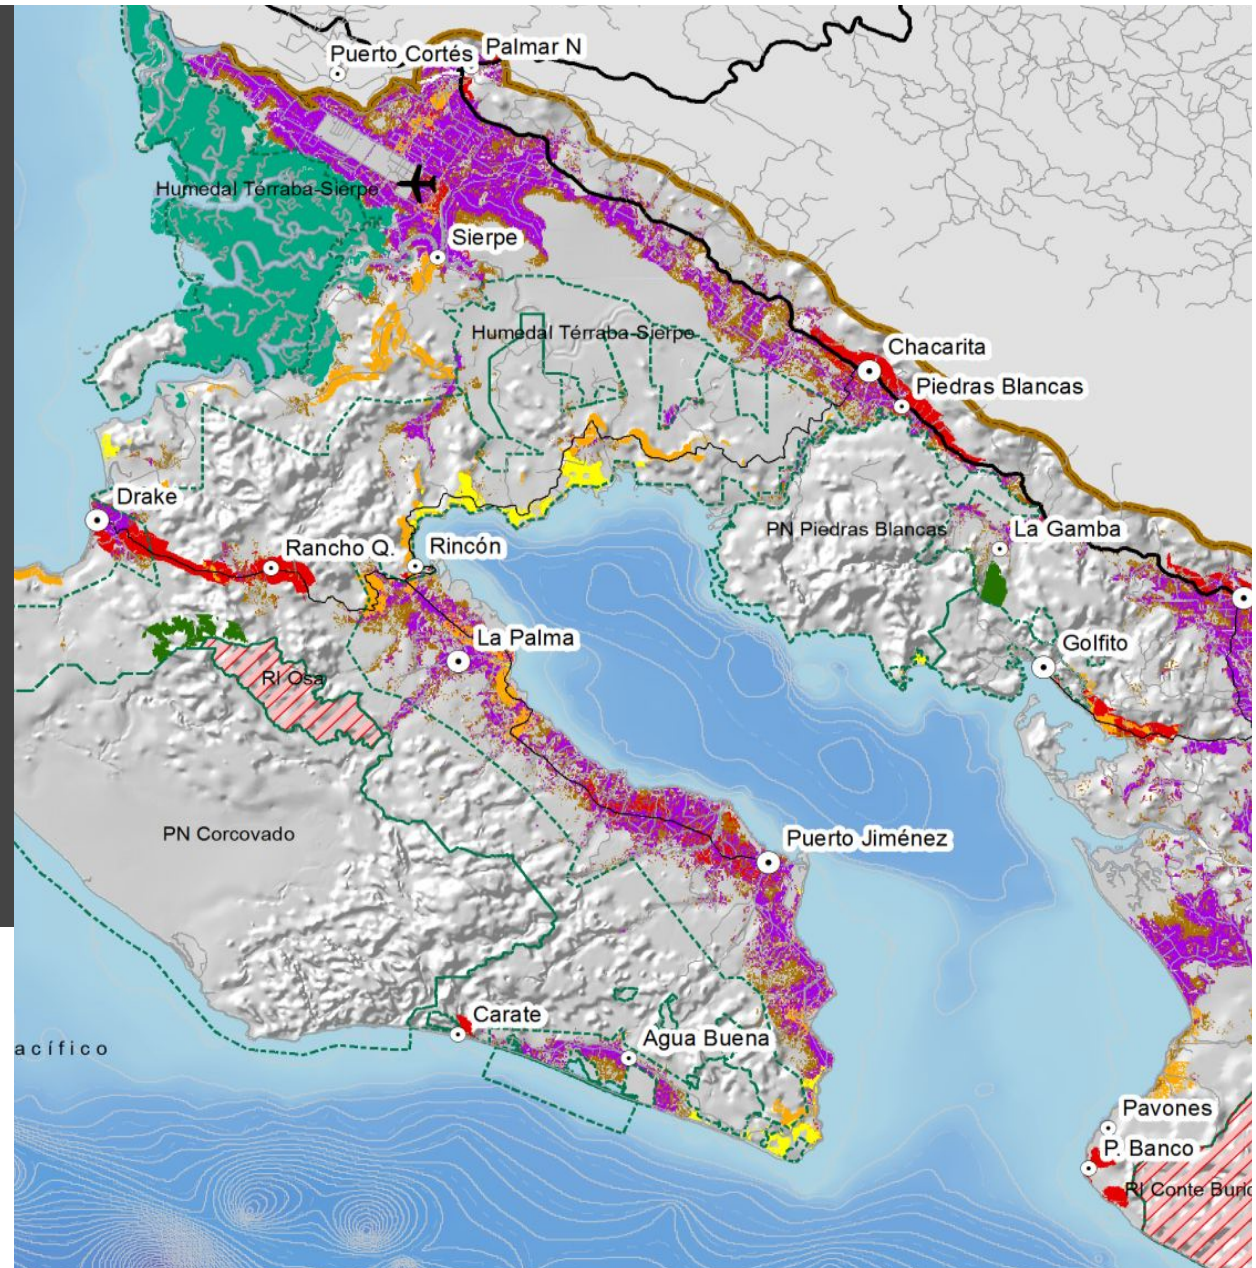 Puerto Cortés
Palmar N
Humedal Térraba-Sierpe
Sierpe
Humedal Térraba-Sierpe
Chacarita
Piedras Blancas
Drake
Rancho Q.
Rincón
PN Piedras Blancas
La Gamba
La Palma
Golfito
RI Osa
PN Corcovado
Puerto Jiménez
Carate
Agua Buena
acífico
Pavones
P. Banco
RI Conte Buric